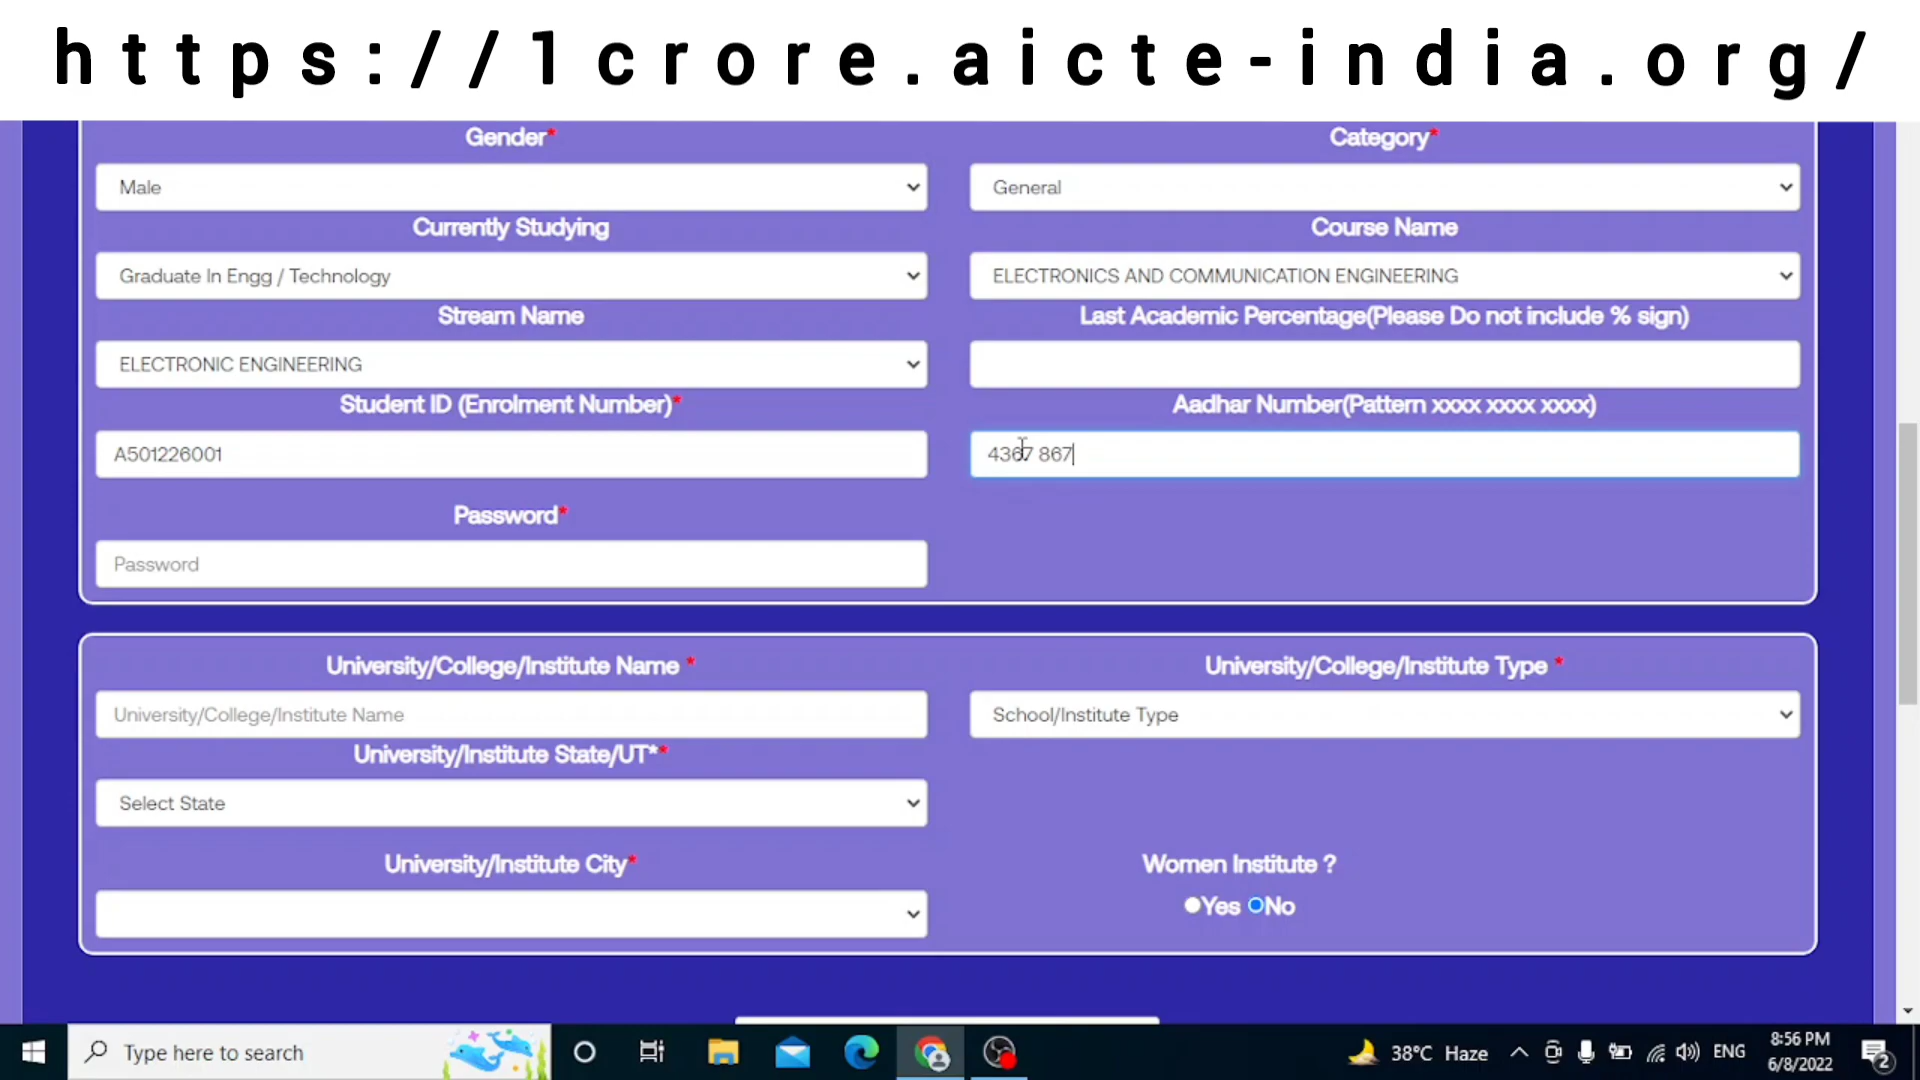 https://1crore.aicte-india.org/
Gender* Category*
Male General
Currently Studying Course Name
Graduate In Engg / Technology ELECTRONICS AND COMMUNICATION ENGINEERING
Stream Name Last Academic Percentage(Please Do not include % sign)
ELECTRONIC ENGINEERING
Student ID (Enrolment Number)* Aadhar Number(Pattern xxxx xxxx xxxx)
A501226001 4367 867
Password*
Password
University/College/Institute Name * University/College/Institute Type *
University/College/Institute Name School/Institute Type
University/Institute State/UT**
Select State
University/Institute City* Women Institute ?
Yes No
Type here to search 38°C Haze ENG 8:56 PM
6/8/2022 2